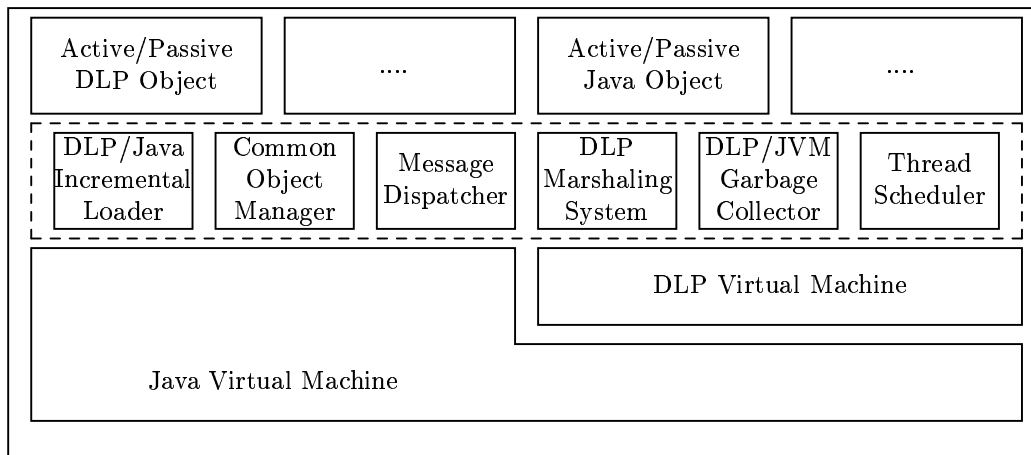 Active/Passive
DLP Object
....
Active/Passive
Java Object
....
DLP/Java
Incremental
Loader
Common
Object
Manager
Message
Dispatcher
DLP
Marshaling
System
DLP/JVM
Garbage
Collector
Thread
Scheduler
DLP Virtual Machine
Java Virtual Machine